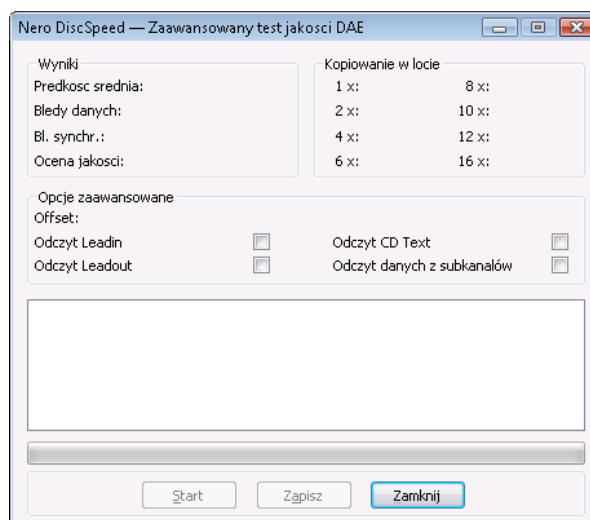 Nero DiscSpeed — Zaawansowany test jakosci DAE
Wyniki
Predkosc srednia:
Bledy danych:
Bl. synchr.:
Ocena jakosci:
Kopiowanie w locie
1 x: 8 x:
2 x: 10 x:
4 x: 12 x:
6 x: 16 x:
Opcje zaawansowane
Offset:
Odczyt Leadin Odczyt CD Text
Odczyt Leadout Odczyt danych z subkanałów
Start Zapisz Zamknij